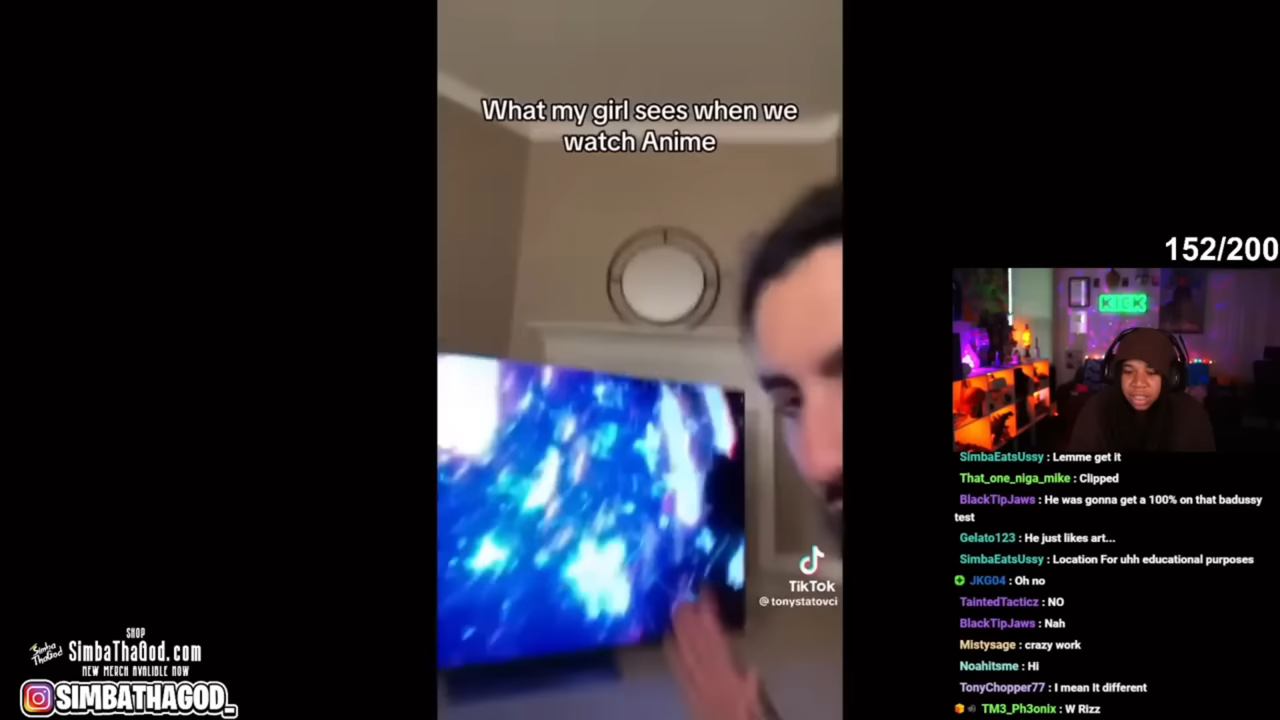 What my girl sees when we
watch Anime
152/200
KICK
SimbaEatsUssy : Lemme get it
That_one_niga_mike : Clipped
BlackTipJaws : He was gonna get a 100% on that badussy
test
Gelato123 : He just likes art...
SimbaEatsUssy : Location For uhh educational purposes
JKG04 : Oh no
TaintedTacticz : NO
BlackTipJaws : Nah
Mistysage : crazy work
Noahitsme : Hi
TonyChopper77 : I mean It different
TM3_Ph3onix : W Rizz
TikTok
@tonystatovci
SHOP
Simba ThaGod
SimbaThaGod.com
NEW MERCH AVALIBLE NOW
SIMBATHAGOD_